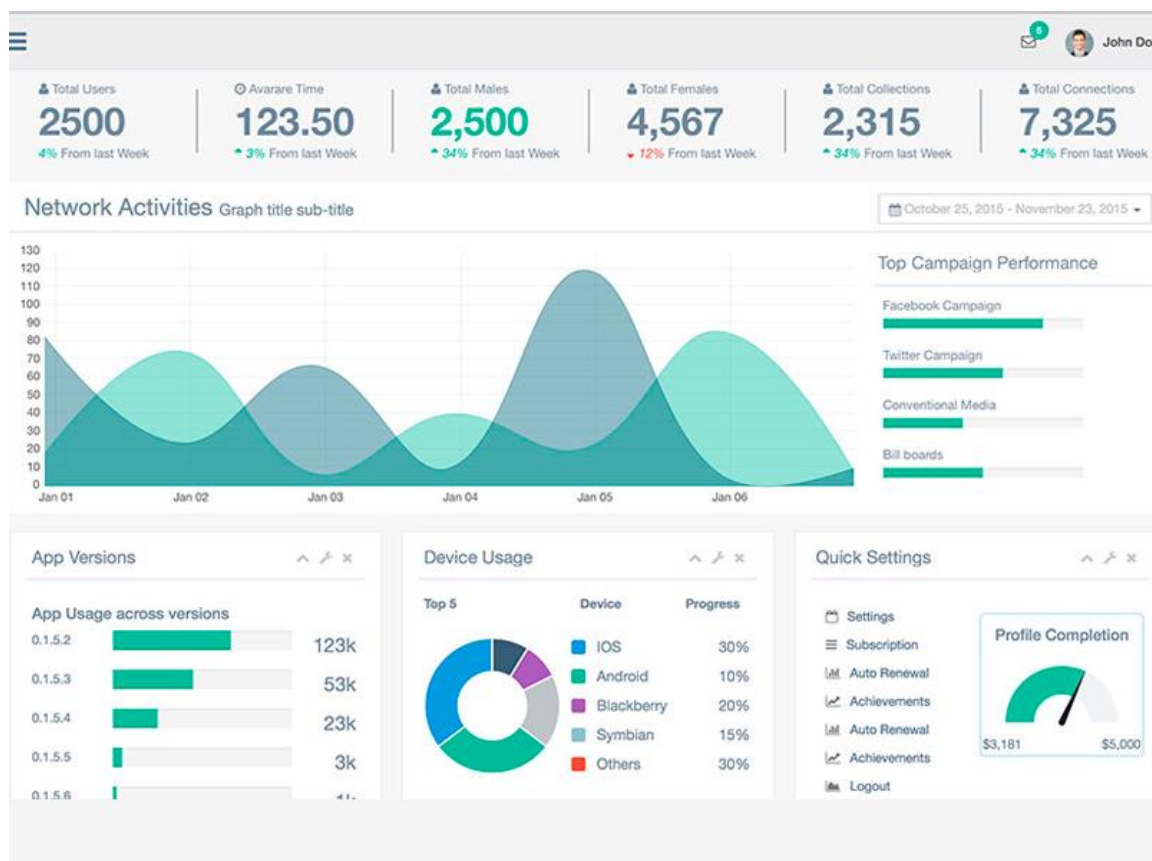 6
John Do
Total Users
2500
4% From last Week
Avarare Time
123.50
3% From last Week
Total Males
2,500
34% From last Week
Total Females
4,567
12% From last Week
Total Collections
2,315
34% From last Week
Total Connections
7,325
34% From last Week
Network Activities Graph title sub-title
October 25, 2015 - November 23, 2015
130
120
110
100
90
80
70
60
50
40
30
20
10
0
Jan 01 Jan 02 Jan 03 Jan 04 Jan 05 Jan 06
Top Campaign Performance
Facebook Campaign
Twitter Campaign
Conventional Media
Bill boards
App Versions
App Usage across versions
0.1.5.2 123k
0.1.5.3 53k
0.1.5.4 23k
0.1.5.5 3k
0.1.5.6
Device Usage
Top 5 Device Progress
IOS 30%
Android 10%
Blackberry 20%
Symbian 15%
Others 30%
Quick Settings
Settings
Subscription
Auto Renewal
Achievements
Auto Renewal
Achievements
Logout
Profile Completion
$3,181 $5,000